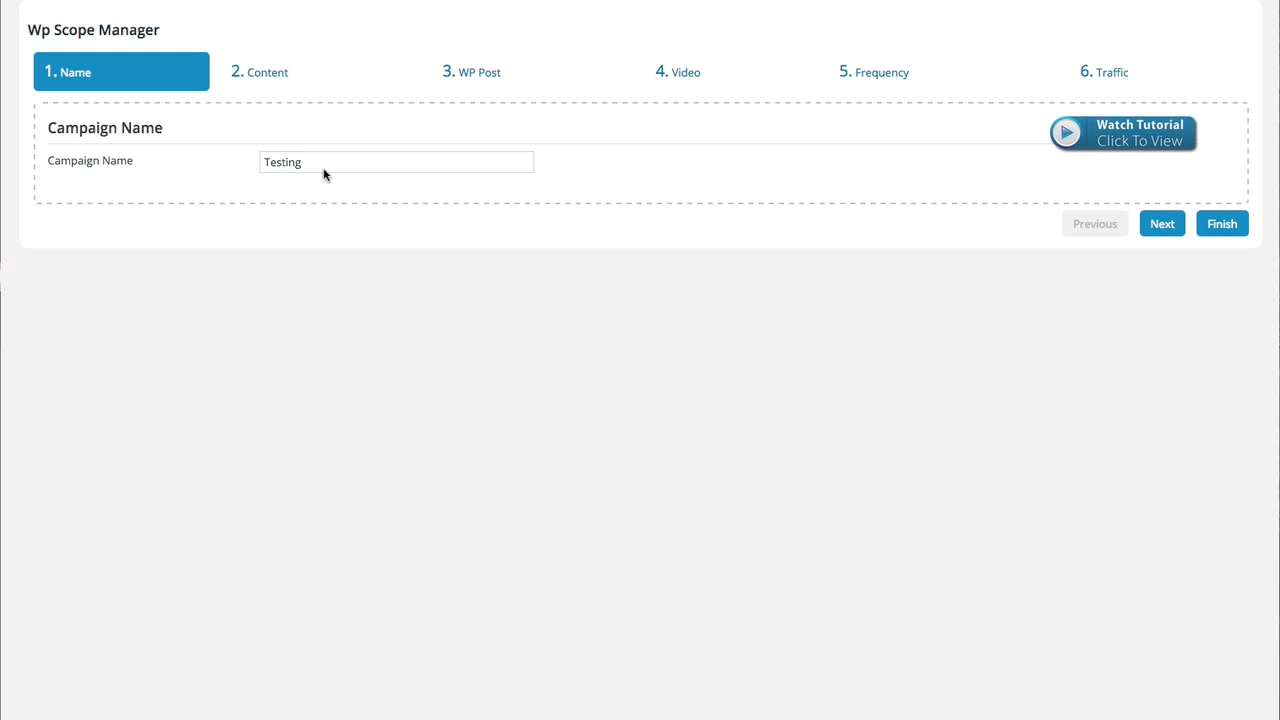 Wp Scope Manager
1. Name
2. Content
3. WP Post
4. Video
5. Frequency
6. Traffic
Campaign Name
Watch Tutorial
Click To View
Campaign Name
Testing
Previous
Next
Finish